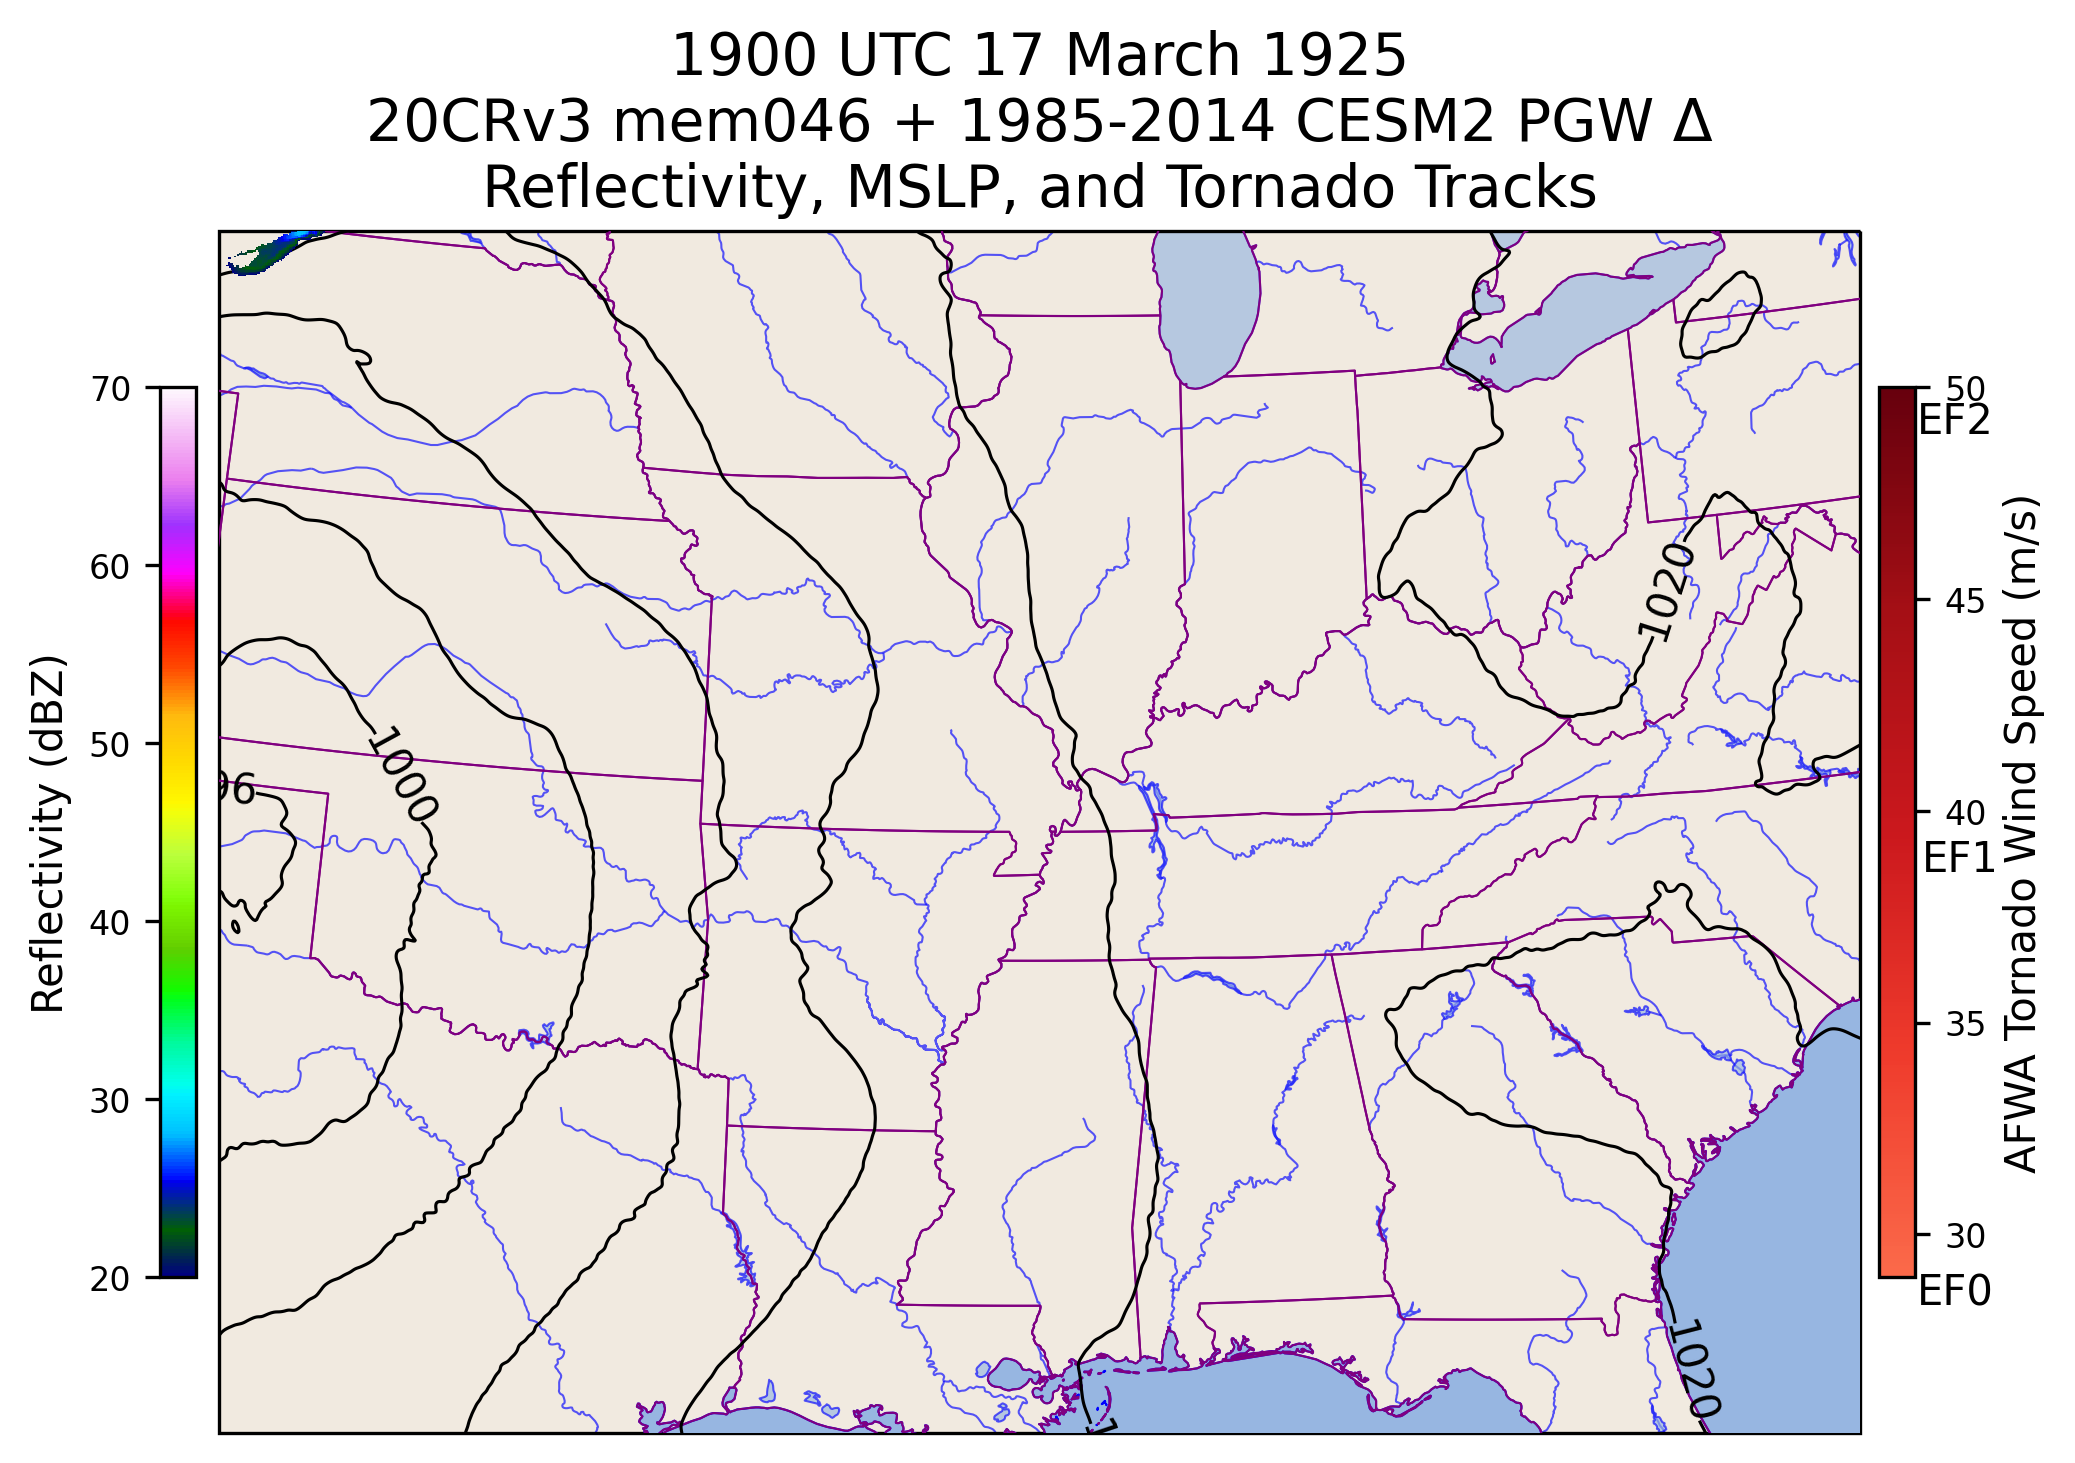 1900 UTC 17 March 1925
20CRv3 mem046 + 1985-2014 CESM2 PGW Δ
Reflectivity, MSLP, and Tornado Tracks
Reflectivity (dBZ)
70
60
50
40
30
20
1000
1020
1020
50
EF2
45
40
EF1
35
30
EF0
AFWA Tornado Wind Speed (m/s)